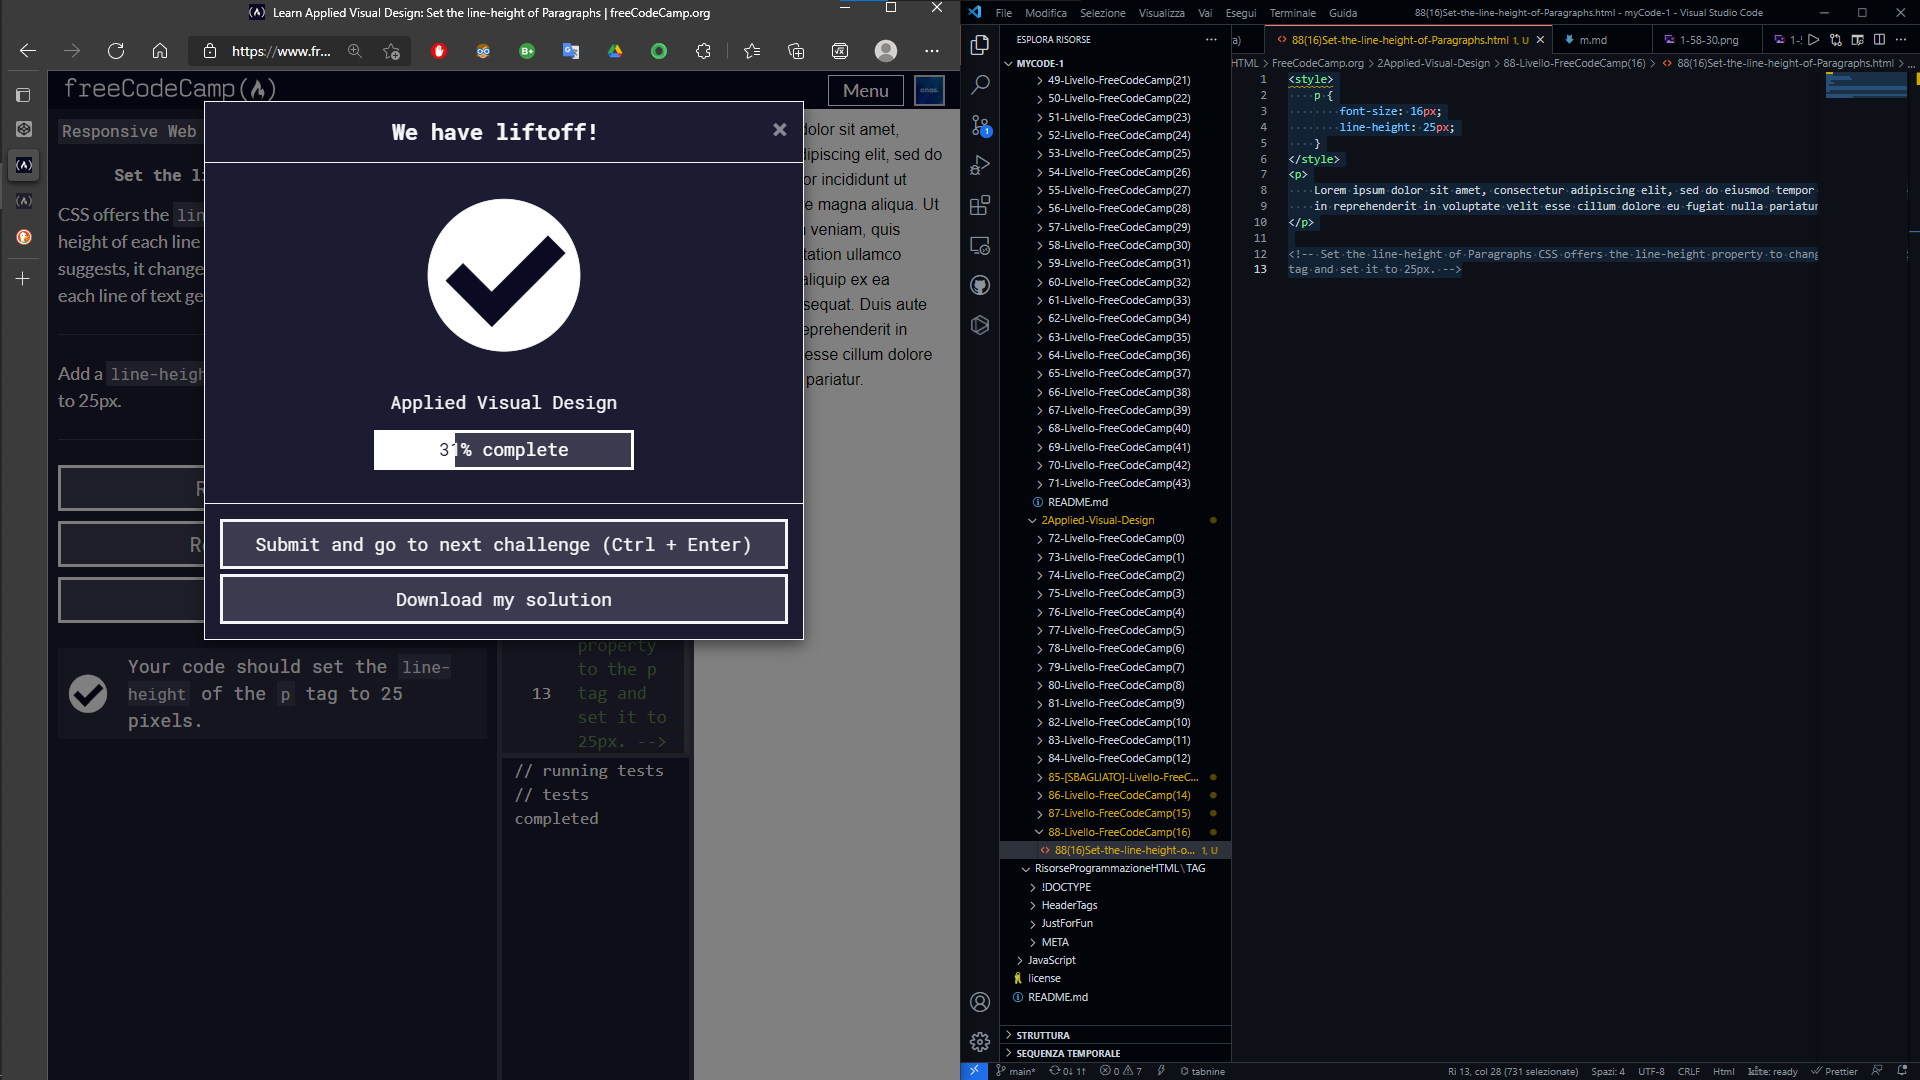 Learn Applied Visual Design: Set the line-height of Paragraphs | freeCodeCamp.org
https://www.fr...
freeCodeCamp
Menu
Responsive Web
Set the li
CSS offers the lin
height of each line
suggests, it change
each line of text ge
Add a line-heigh
to 25px.
We have liftoff!
×
Applied Visual Design
31% complete
Submit and go to next challenge (Ctrl + Enter)
Download my solution
Your code should set the line-
height of the p tag to 25
pixels.
property
to the p
13 tag and
set it to
25px. -->
// running tests
// tests
completed
dolor sit amet,
dipiscing elit, sed do
or incididunt ut
e magna aliqua. Ut
veniam, quis
tation ullamco
aliquip ex ea
sequat. Duis aute
eprehenderit in
esse cillum dolore
pariatur.
File Modifica Selezione Visualizza Vai Esegui Terminale Guida
88(16)Set-the-line-height-of-Paragraphs.html - myCode-1 - Visual Studio Code
ESPLORA RISORSE
MYCODE-1
49-Livello-FreeCodeCamp(21)
50-Livello-FreeCodeCamp(22)
51-Livello-FreeCodeCamp(23)
52-Livello-FreeCodeCamp(24)
53-Livello-FreeCodeCamp(25)
54-Livello-FreeCodeCamp(26)
55-Livello-FreeCodeCamp(27)
56-Livello-FreeCodeCamp(28)
57-Livello-FreeCodeCamp(29)
58-Livello-FreeCodeCamp(30)
59-Livello-FreeCodeCamp(31)
60-Livello-FreeCodeCamp(32)
61-Livello-FreeCodeCamp(33)
62-Livello-FreeCodeCamp(34)
63-Livello-FreeCodeCamp(35)
64-Livello-FreeCodeCamp(36)
65-Livello-FreeCodeCamp(37)
66-Livello-FreeCodeCamp(38)
67-Livello-FreeCodeCamp(39)
68-Livello-FreeCodeCamp(40)
69-Livello-FreeCodeCamp(41)
70-Livello-FreeCodeCamp(42)
71-Livello-FreeCodeCamp(43)
README.md
2Applied-Visual-Design
72-Livello-FreeCodeCamp(0)
73-Livello-FreeCodeCamp(1)
74-Livello-FreeCodeCamp(2)
75-Livello-FreeCodeCamp(3)
76-Livello-FreeCodeCamp(4)
77-Livello-FreeCodeCamp(5)
78-Livello-FreeCodeCamp(6)
79-Livello-FreeCodeCamp(7)
80-Livello-FreeCodeCamp(8)
81-Livello-FreeCodeCamp(9)
82-Livello-FreeCodeCamp(10)
83-Livello-FreeCodeCamp(11)
84-Livello-FreeCodeCamp(12)
85-[SBAGLIATO]-Livello-FreeC...
86-Livello-FreeCodeCamp(14)
87-Livello-FreeCodeCamp(15)
88-Livello-FreeCodeCamp(16)
88(16)Set-the-line-height-o... 1, U
RisorseProgrammazioneHTML\TAG
!DOCTYPE
HeaderTags
JustForFun
META
JavaScript
license
README.md
STRUTTURA
SEQUENZA TEMPORALE
88(16)Set-the-line-height-of-Paragraphs.html 1, U
m.md
1-58-30.png
HTML > FreeCodeCamp.org > 2Applied-Visual-Design > 88-Livello-FreeCodeCamp(16) > 88(16)Set-the-line-height-of-Paragraphs.html > ...
1 <style>
2 p {
3 font-size: 16px;
4 line-height: 25px;
5 }
6 </style>
7 <p>
8 Lorem ipsum dolor sit amet, consectetur adipiscing elit, sed do eiusmod tempor
9 in reprehenderit in voluptate velit esse cillum dolore eu fugiat nulla pariatur
10 </p>
11
12 <!-- Set the line-height of Paragraphs CSS offers the line-height property to chang
13 tag and set it to 25px. -->
main* 0↓ 1↑ 0 7 tabnine
Ri 13, col 28 (731 selezionate) Spazi: 4 UTF-8 CRLF Html kite: ready Prettier